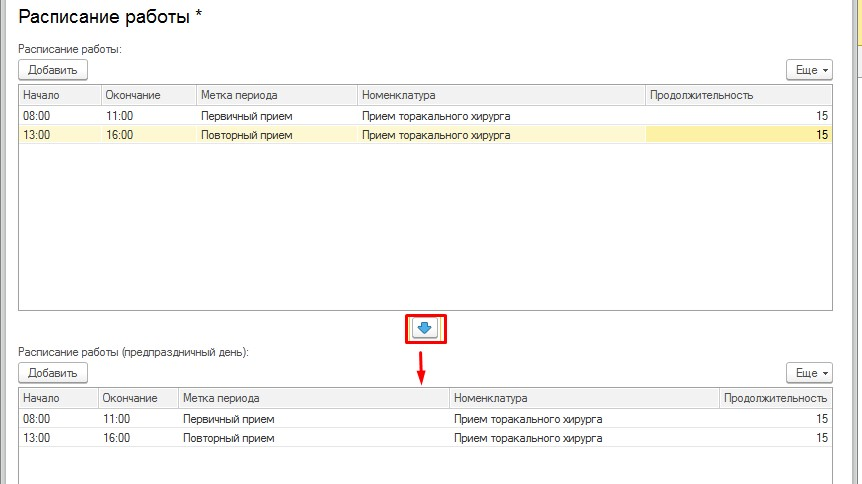 Расписание работы *
Расписание работы:
Добавить Еще
Начало Окончание Метка периода Номенклатура Продолжительность
08:00 11:00 Первичный прием Прием торакального хирурга 15
13:00 16:00 Повторный прием Прием торакального хирурга 15
Расписание работы (предпраздничный день):
Добавить Еще
Начало Окончание Метка периода Номенклатура Продолжительность
08:00 11:00 Первичный прием Прием торакального хирурга 15
13:00 16:00 Повторный прием Прием торакального хирурга 15